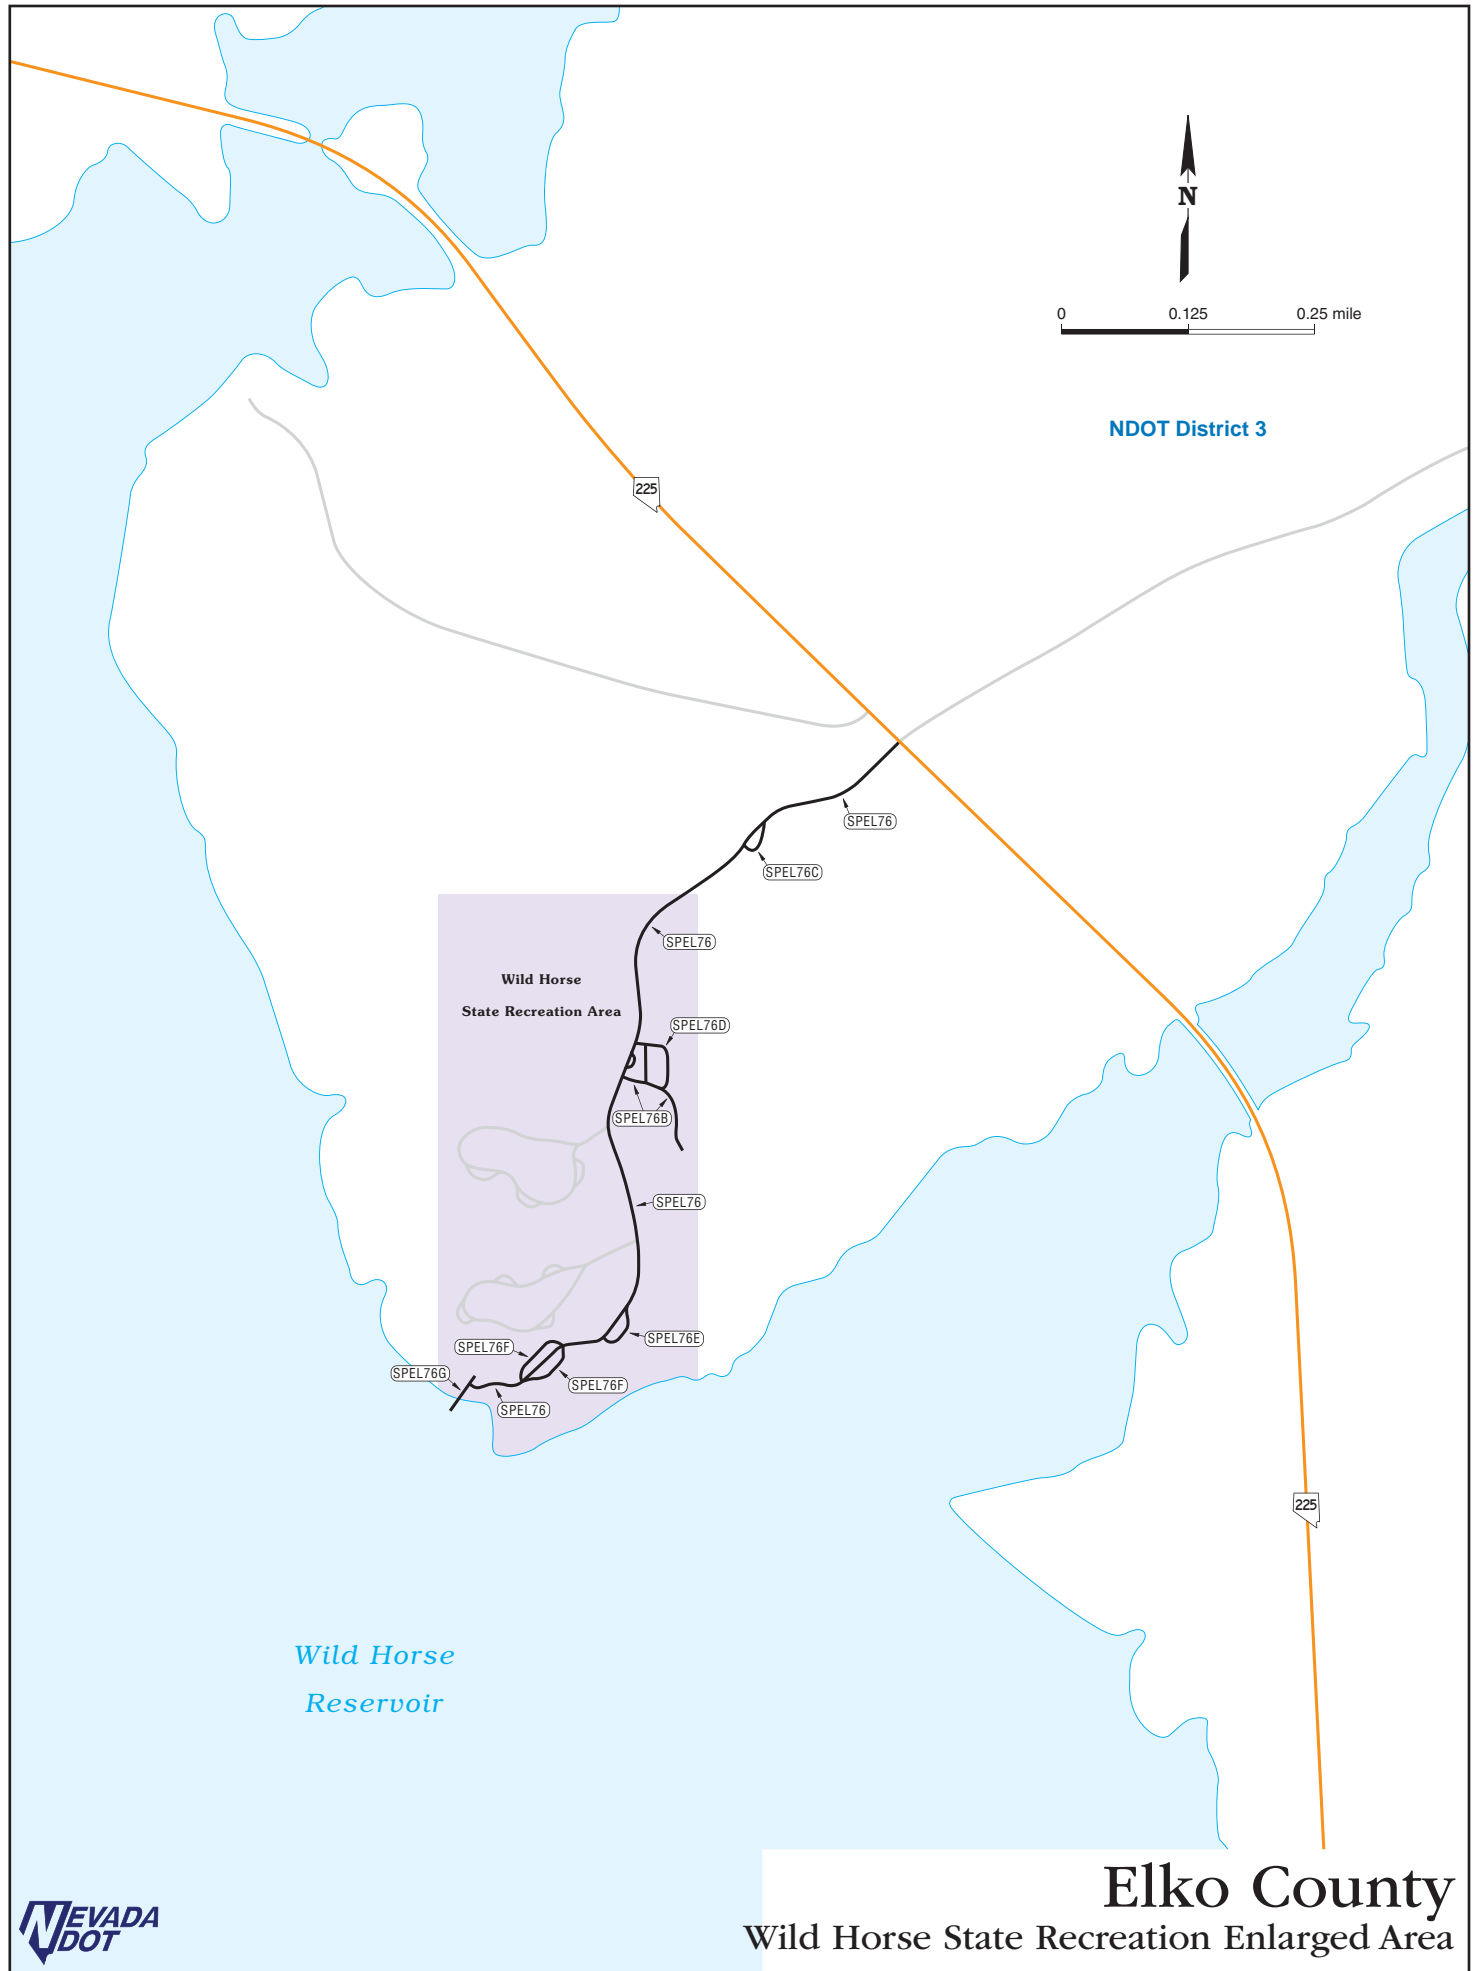 N
0 0.125 0.25 mile
NDOT District 3
225
SPEL76
SPEL76C
SPEL76
Wild Horse
State Recreation Area
SPEL76D
SPEL76B
SPEL76
SPEL76E
SPEL76F
SPEL76G
SPEL76F
SPEL76
225
Wild Horse
Reservoir
Elko County
Wild Horse State Recreation Enlarged Area
NEVADA
DOT